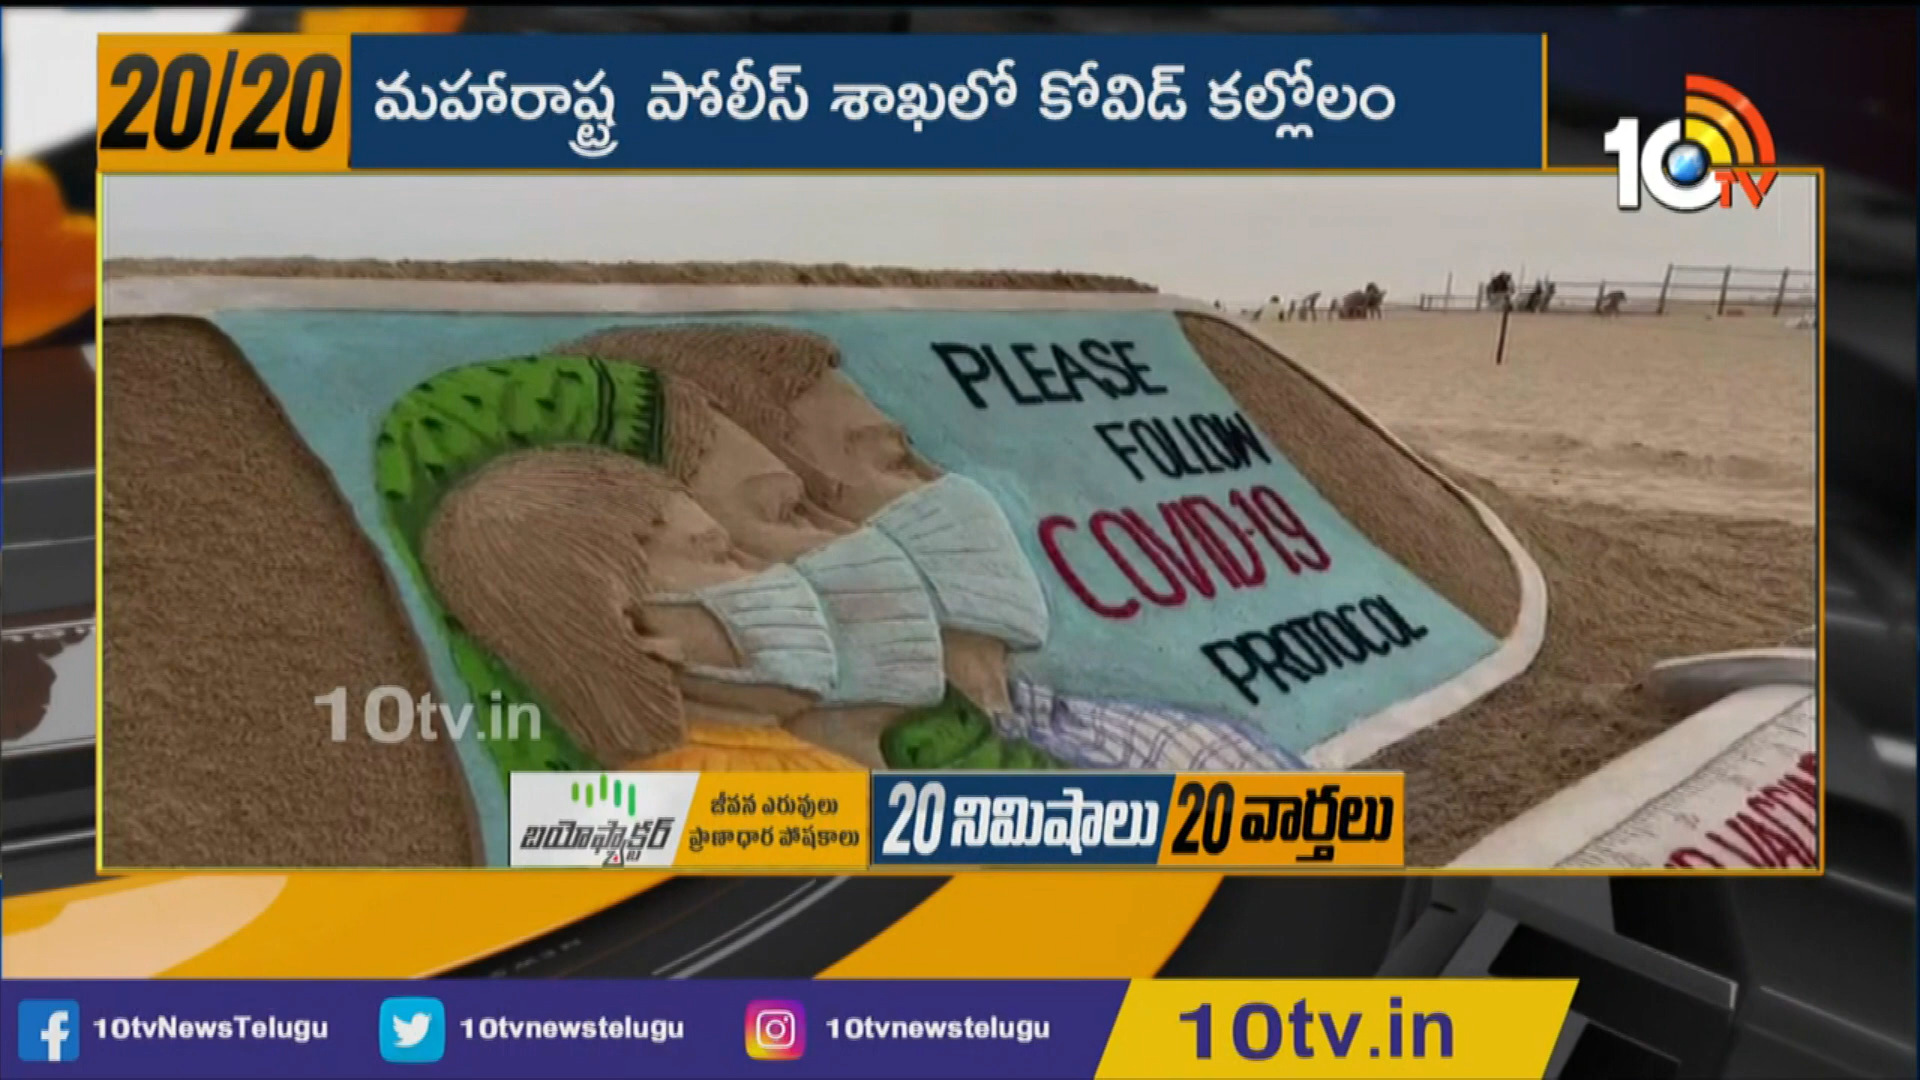 20/20
మహారాష్ట్ర పోలీస్ శాఖలో కోవిడ్ కల్లోలం
10TV
PLEASE
FOLLOW
COVID-19
PROTOCOL
10tv.in
బయోఫ్యాక్టర్
జీవన ఎరువులు
ప్రాణాధార పోషకాలు
20 నిమిషాలు 20 వార్తలు
10tvNewsTelugu
10tvnewstelugu
10tvnewstelugu
10tv.in